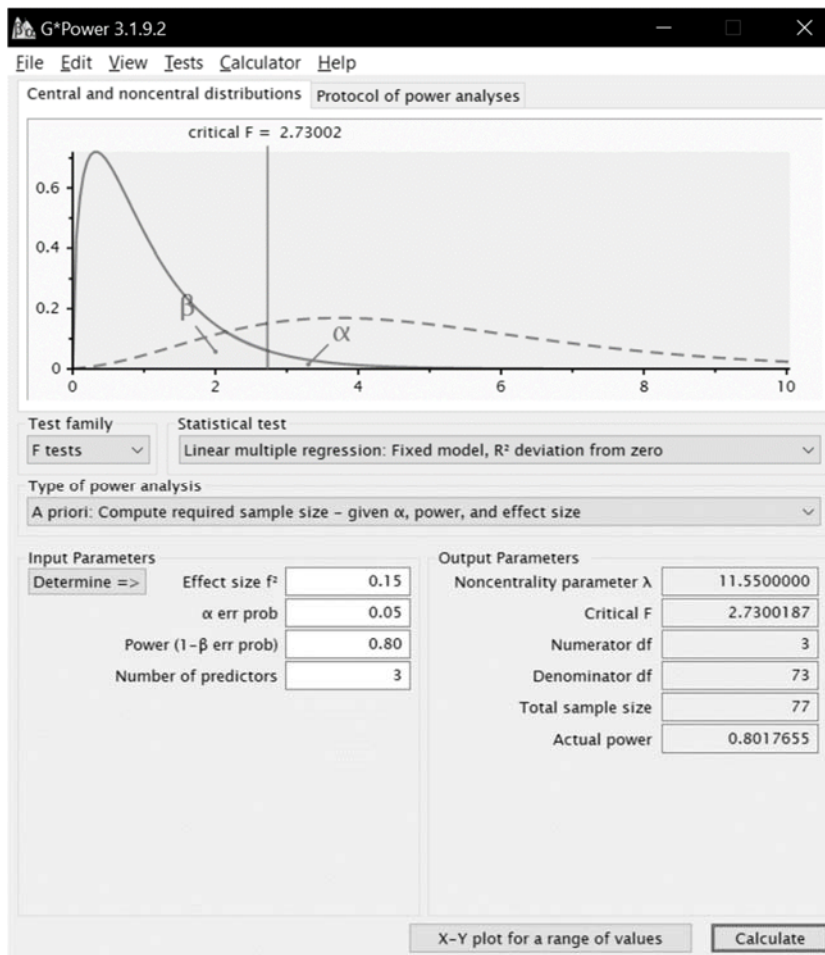 G*Power 3.1.9.2
File Edit View Tests Calculator Help
Central and noncentral distributions Protocol of power analyses
critical F = 2.73002
0.6
0.4
0.2
0
β
α
0 2 4 6 8 10
Test family Statistical test
F tests Linear multiple regression: Fixed model, R² deviation from zero
Type of power analysis
A priori: Compute required sample size – given α, power, and effect size
Input Parameters
Determine => Effect size f² 0.15
α err prob 0.05
Power (1-β err prob) 0.80
Number of predictors 3
Output Parameters
Noncentrality parameter λ 11.5500000
Critical F 2.7300187
Numerator df 3
Denominator df 73
Total sample size 77
Actual power 0.8017655
X-Y plot for a range of values Calculate